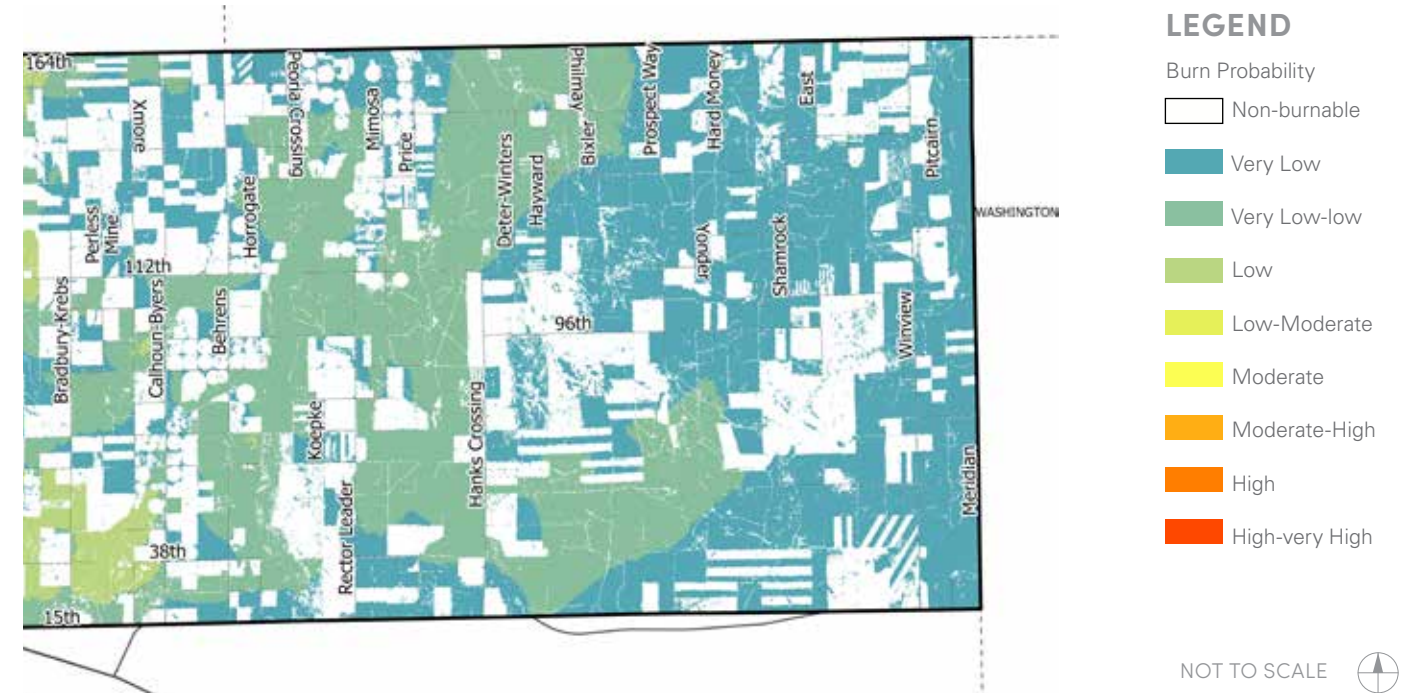 164th
Xmore
Peoria Crossing
Mimosa
Price
Philmay
Bixler
Prospect Way
Hard Money
East
Pitcairn
Deter-Winters
Hayward
Horrogate
Perless
Mine
112th
WASHINGTON
Yonder
Shamrock
Bradbury-Krebs
Calhoun-Byers
Behrens
96th
Winview
Koepke
Hanks Crossing
Rector Leader
Meridian
38th
15th
LEGEND
Burn Probability
Non-burnable
Very Low
Very Low-low
Low
Low-Moderate
Moderate
Moderate-High
High
High-very High
NOT TO SCALE